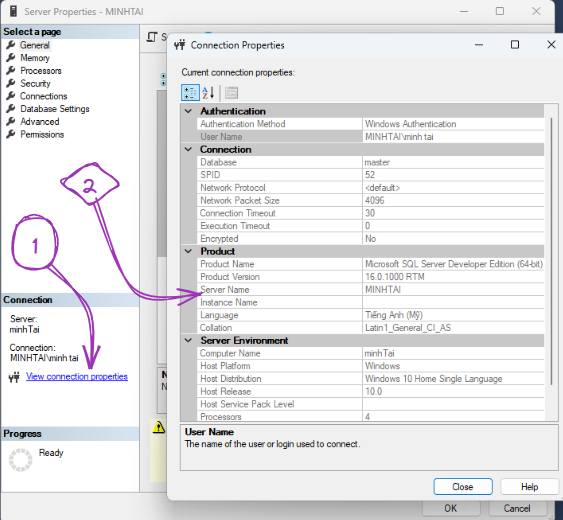 Server Properties - MINHTAI
Select a page
General
Memory
Processors
Security
Connections
Database Settings
Advanced
Permissions
1
2
Connection
Server:
minhTai
Connection:
MINHTAI\minh tai
View connection properties
Progress
Ready
OK
Cancel
Connection Properties
Current connection properties:
Authentication
Authentication Method Windows Authentication
User Name MINHTAI\minh tai
Connection
Database master
SPID 52
Network Protocol <default>
Network Packet Size 4096
Connection Timeout 30
Execution Timeout 0
Encrypted No
Product
Product Name Microsoft SQL Server Developer Edition (64-bit)
Product Version 16.0.1000 RTM
Server Name MINHTAI
Instance Name
Language Tiếng Anh (Mỹ)
Collation Latin1_General_CI_AS
Server Environment
Computer Name minhTai
Host Platform Windows
Host Distribution Windows 10 Home Single Language
Host Release 10.0
Host Service Pack Level
Processors 4
User Name
The name of the user or login used to connect.
Close
Help